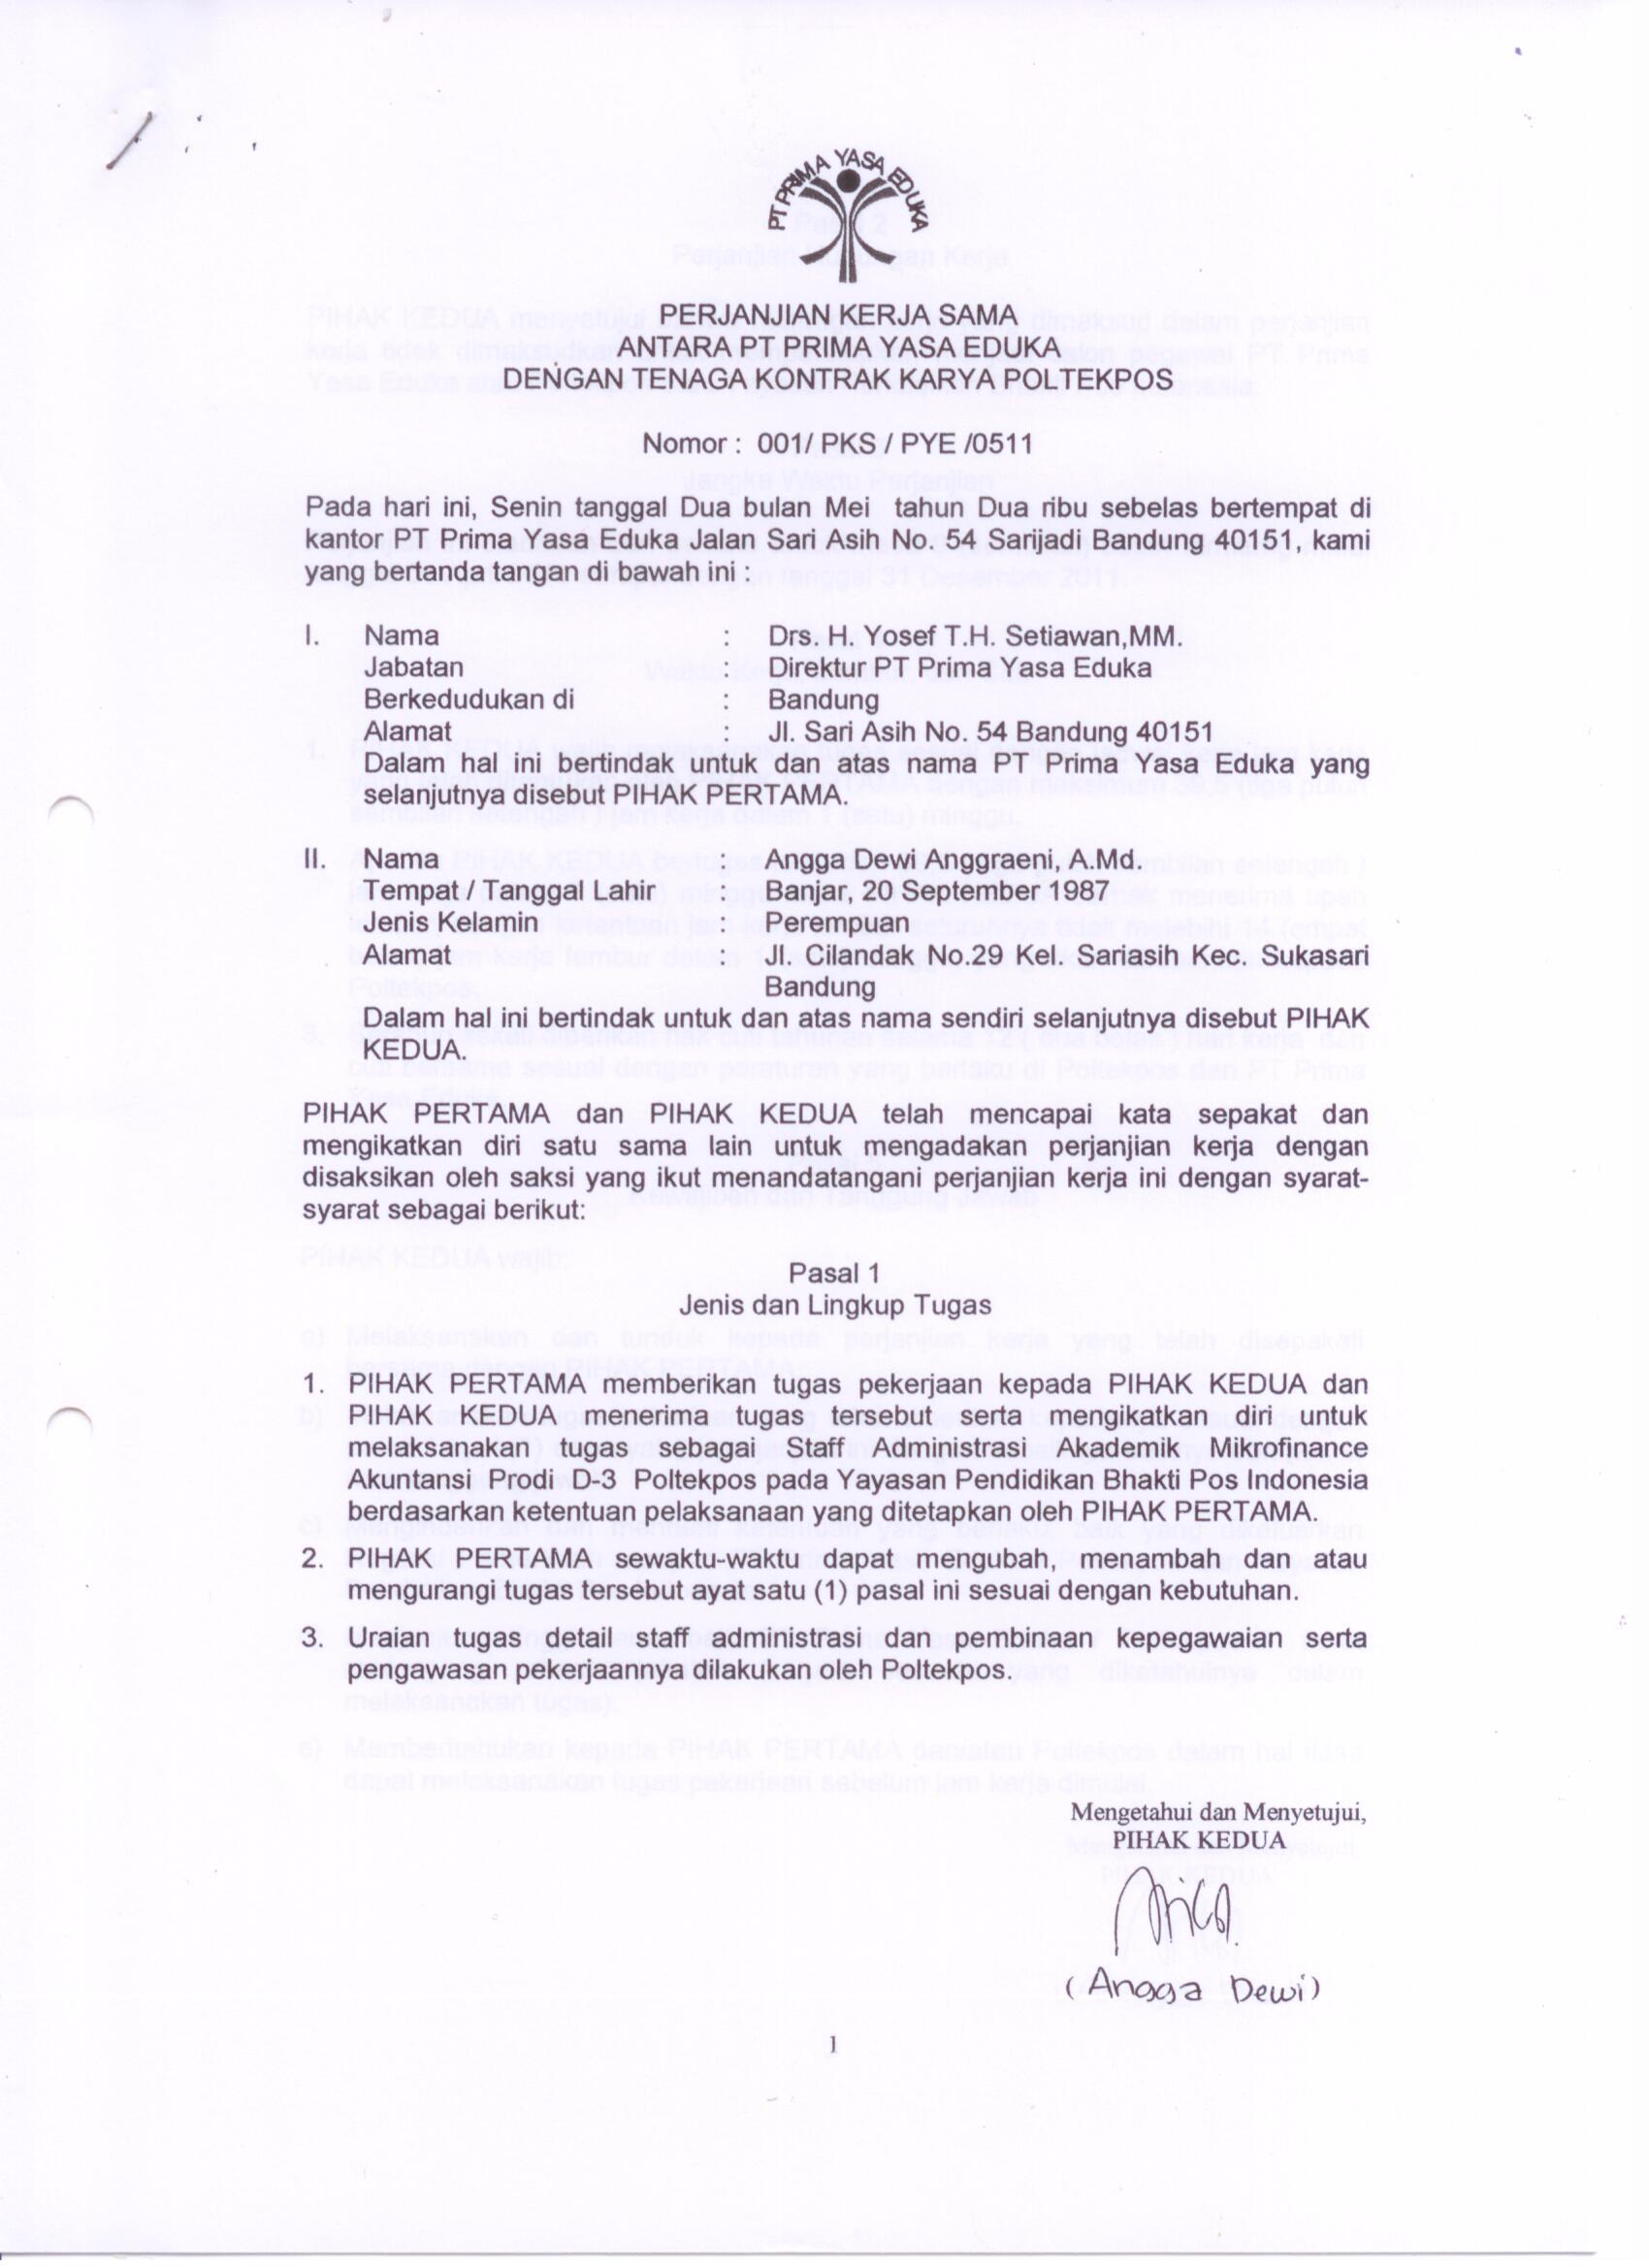 PT PRIMA YASA EDUKA
PERJANJIAN KERJA SAMA
ANTARA PT PRIMA YASA EDUKA
DENGAN TENAGA KONTRAK KARYA POLTEKPOS
Nomor : 001/ PKS / PYE /0511
Pada hari ini, Senin tanggal Dua bulan Mei tahun Dua ribu sebelas bertempat di
kantor PT Prima Yasa Eduka Jalan Sari Asih No. 54 Sarijadi Bandung 40151, kami
yang bertanda tangan di bawah ini :
I. Nama : Drs. H. Yosef T.H. Setiawan,MM.
Jabatan : Direktur PT Prima Yasa Eduka
Berkedudukan di : Bandung
Alamat : Jl. Sari Asih No. 54 Bandung 40151
Dalam hal ini bertindak untuk dan atas nama PT Prima Yasa Eduka yang
selanjutnya disebut PIHAK PERTAMA.
II. Nama : Angga Dewi Anggraeni, A.Md.
Tempat / Tanggal Lahir : Banjar, 20 September 1987
Jenis Kelamin : Perempuan
Alamat : Jl. Cilandak No.29 Kel. Sariasih Kec. Sukasari
Bandung
Dalam hal ini bertindak untuk dan atas nama sendiri selanjutnya disebut PIHAK
KEDUA.
PIHAK PERTAMA dan PIHAK KEDUA telah mencapai kata sepakat dan
mengikatkan diri satu sama lain untuk mengadakan perjanjian kerja dengan
disaksikan oleh saksi yang ikut menandatangani perjanjian kerja ini dengan syarat-
syarat sebagai berikut:
Pasal 1
Jenis dan Lingkup Tugas
1. PIHAK PERTAMA memberikan tugas pekerjaan kepada PIHAK KEDUA dan
PIHAK KEDUA menerima tugas tersebut serta mengikatkan diri untuk
melaksanakan tugas sebagai Staff Administrasi Akademik Mikrofinance
Akuntansi Prodi D-3 Poltekpos pada Yayasan Pendidikan Bhakti Pos Indonesia
berdasarkan ketentuan pelaksanaan yang ditetapkan oleh PIHAK PERTAMA.
2. PIHAK PERTAMA sewaktu-waktu dapat mengubah, menambah dan atau
mengurangi tugas tersebut ayat satu (1) pasal ini sesuai dengan kebutuhan.
3. Uraian tugas detail staff administrasi dan pembinaan kepegawaian serta
pengawasan pekerjaannya dilakukan oleh Poltekpos.
Mengetahui dan Menyetujui,
PIHAK KEDUA
(Angga Dewi)
1